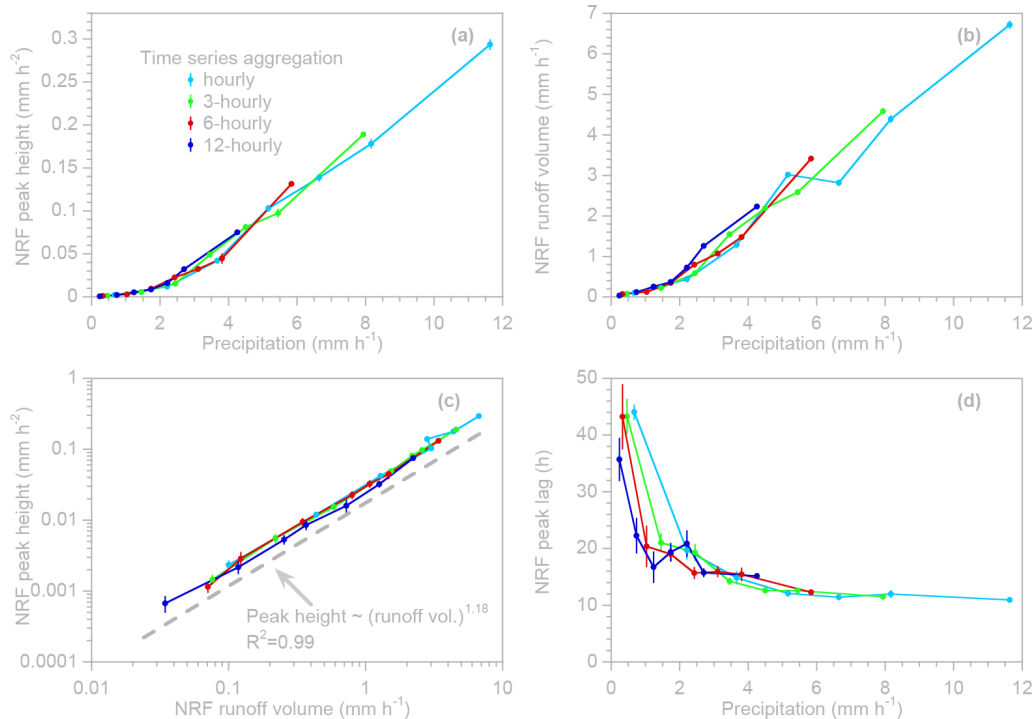 (a)
NRF peak height (mm h⁻²)
0.3
0.25
0.2
0.15
0.1
0.05
0
Time series aggregation
hourly
3-hourly
6-hourly
12-hourly
0 2 4 6 8 10 12
Precipitation (mm h⁻¹)
(b)
NRF runoff volume (mm h⁻¹)
7
6
5
4
3
2
1
0
0 2 4 6 8 10 12
Precipitation (mm h⁻¹)
(c)
NRF peak height (mm h⁻²)
1
0.1
0.01
0.001
0.0001
Peak height ~ (runoff vol.)¹·¹⁸
R²=0.99
0.01 0.1 1 10
NRF runoff volume (mm h⁻¹)
(d)
NRF peak lag (h)
50
40
30
20
10
0
0 2 4 6 8 10 12
Precipitation (mm h⁻¹)